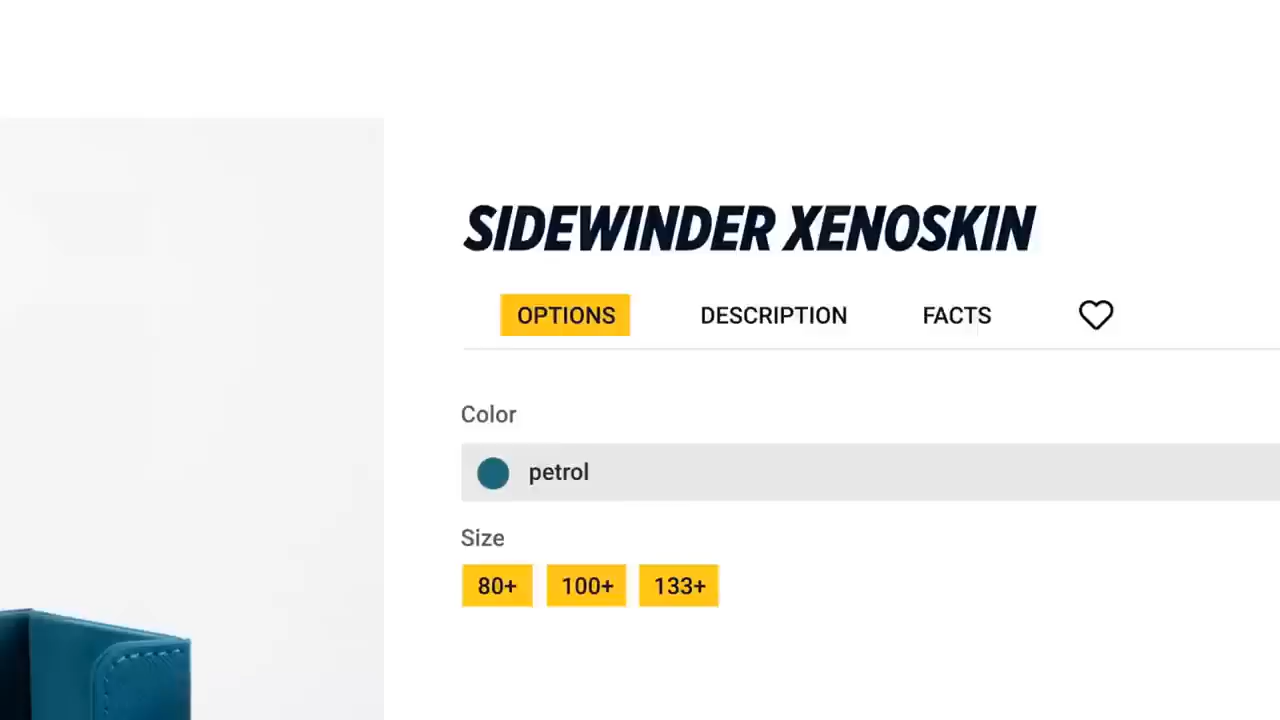 SIDEWINDER XENOSKIN
OPTIONS DESCRIPTION FACTS
Color
petrol
Size
80+ 100+ 133+